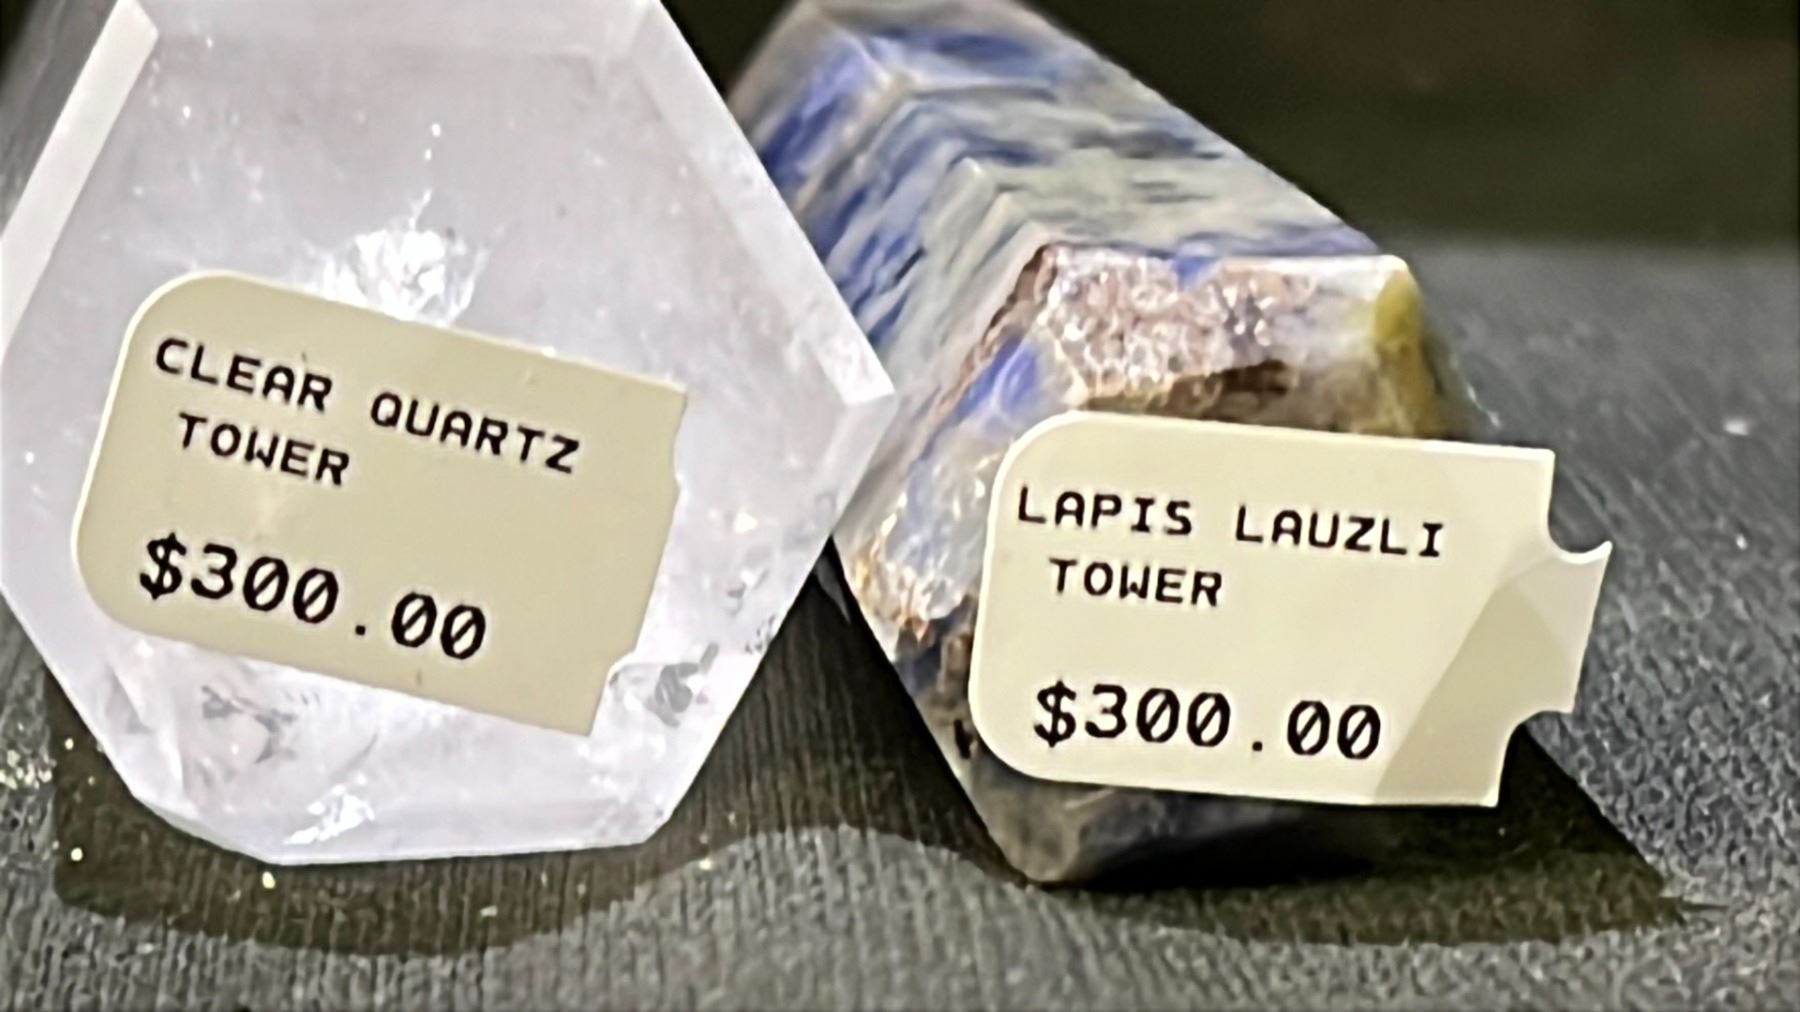 CLEAR QUARTZ
TOWER
$300.00
LAPIS LAUZLI
TOWER
$300.00